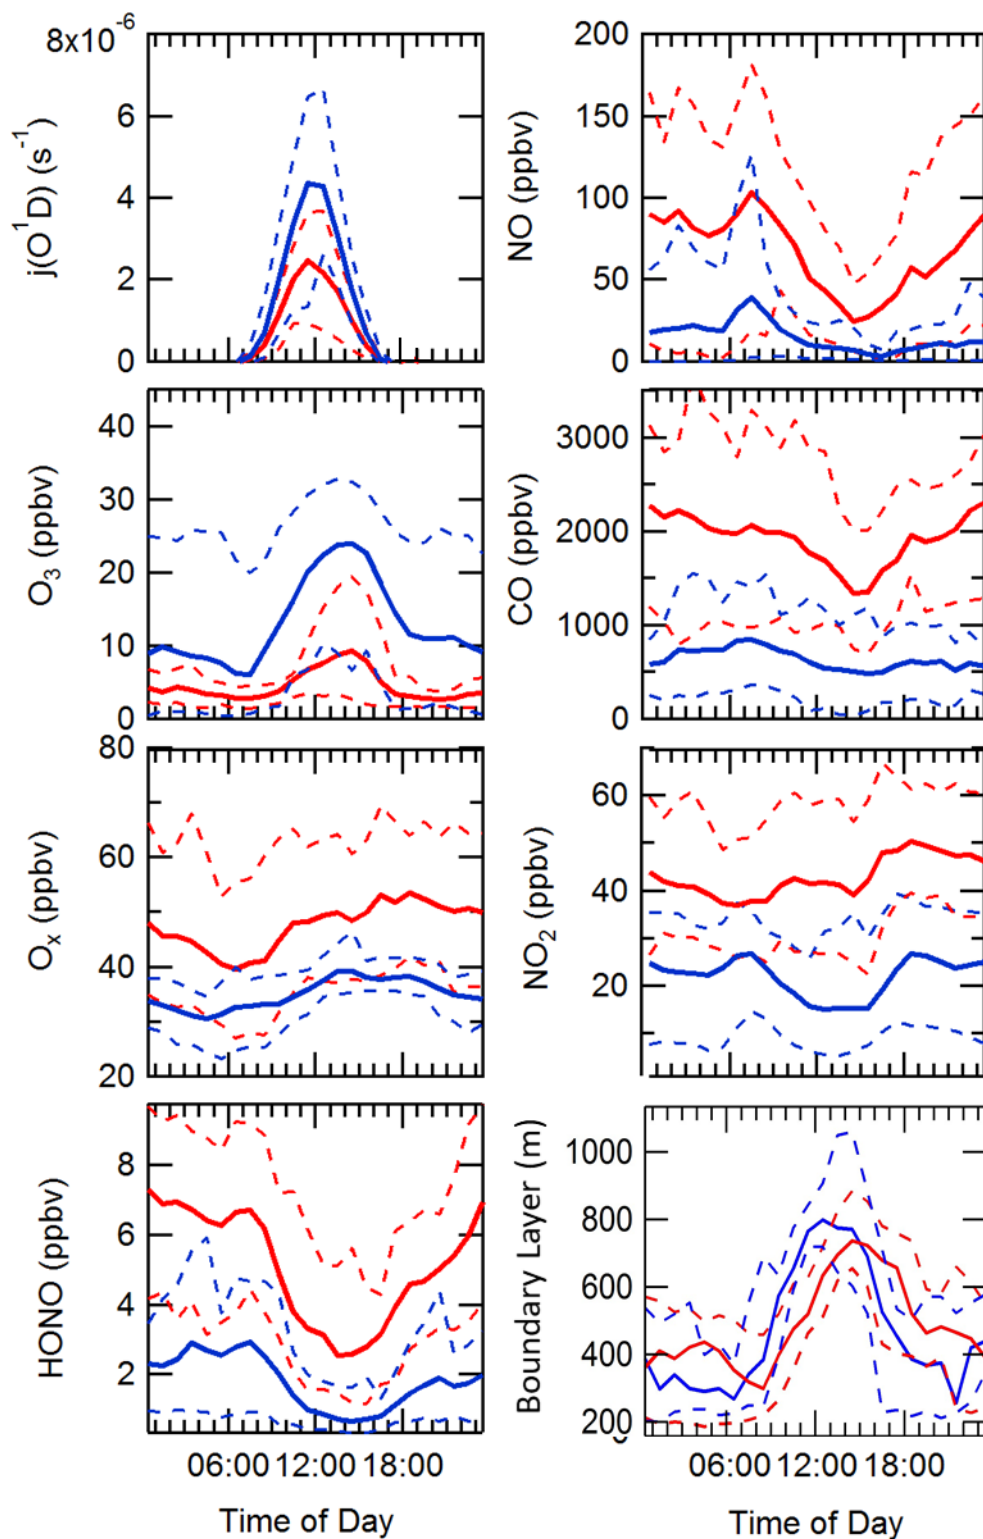 8x10⁻⁶
6
4
2
0
j(O¹D) (s⁻¹)
200
150
100
50
0
NO (ppbv)
40
30
20
10
0
O₃ (ppbv)
3000
2000
1000
0
CO (ppbv)
80
60
40
20
Oₓ (ppbv)
60
40
20
NO₂ (ppbv)
8
6
4
2
HONO (ppbv)
1000
800
600
400
200
Boundary Layer (m)
06:00 12:00 18:00
Time of Day
06:00 12:00 18:00
Time of Day